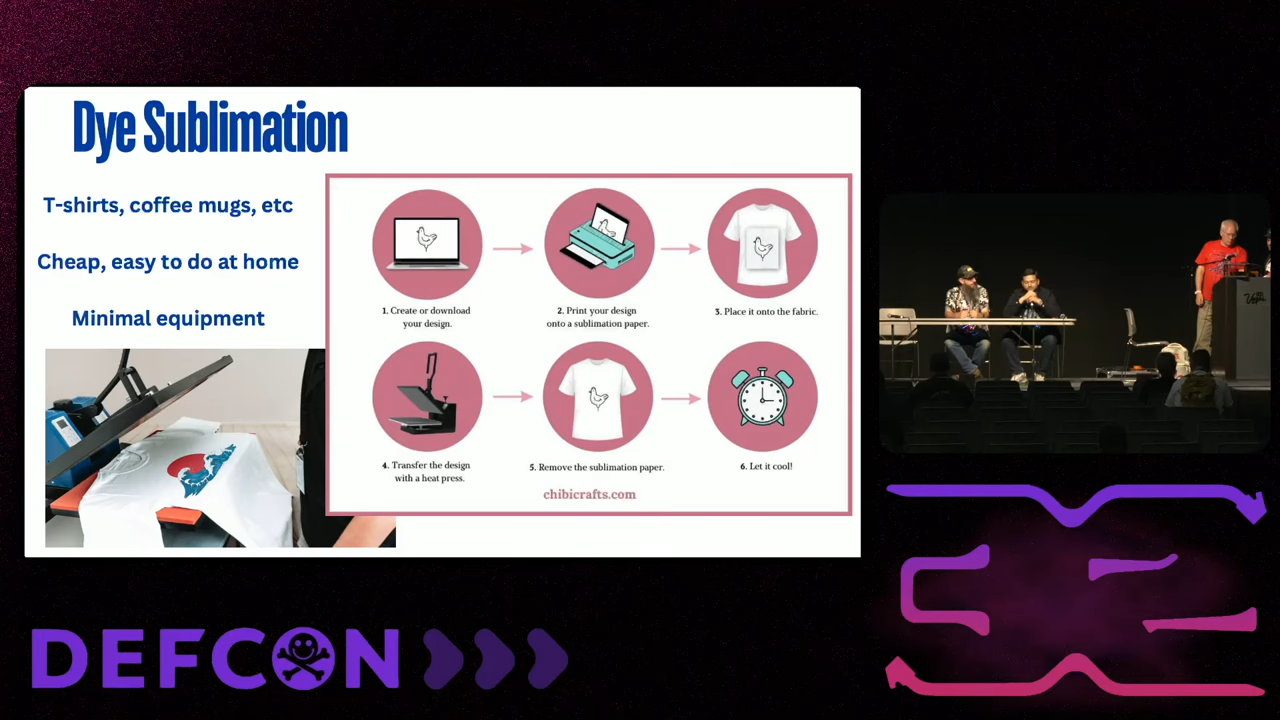 Dye Sublimation
T-shirts, coffee mugs, etc
Cheap, easy to do at home
Minimal equipment
1. Create or download
your design.
2. Print your design
onto a sublimation paper.
3. Place it onto the fabric.
4. Transfer the design
with a heat press.
5. Remove the sublimation paper.
6. Let it cool!
chibicrafts.com
DEFCON